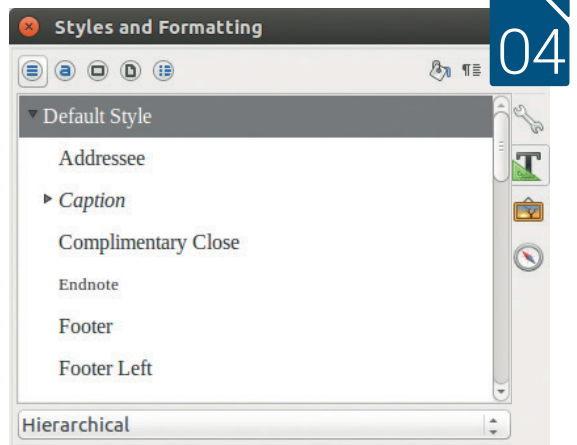 Styles and Formatting
04
Default Style
Addressee
Caption
Complimentary Close
Endnote
Footer
Footer Left
Hierarchical